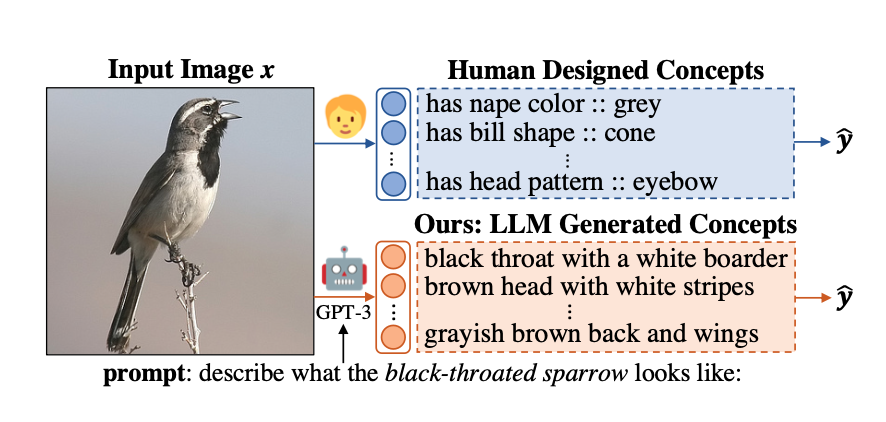 Input Image x
Human Designed Concepts
has nape color :: grey
has bill shape :: cone
⋮
has head pattern :: eyebow
ŷ
Ours: LLM Generated Concepts
black throat with a white boarder
brown head with white stripes
⋮
grayish brown back and wings
GPT-3
ŷ
prompt: describe what the black-throated sparrow looks like: